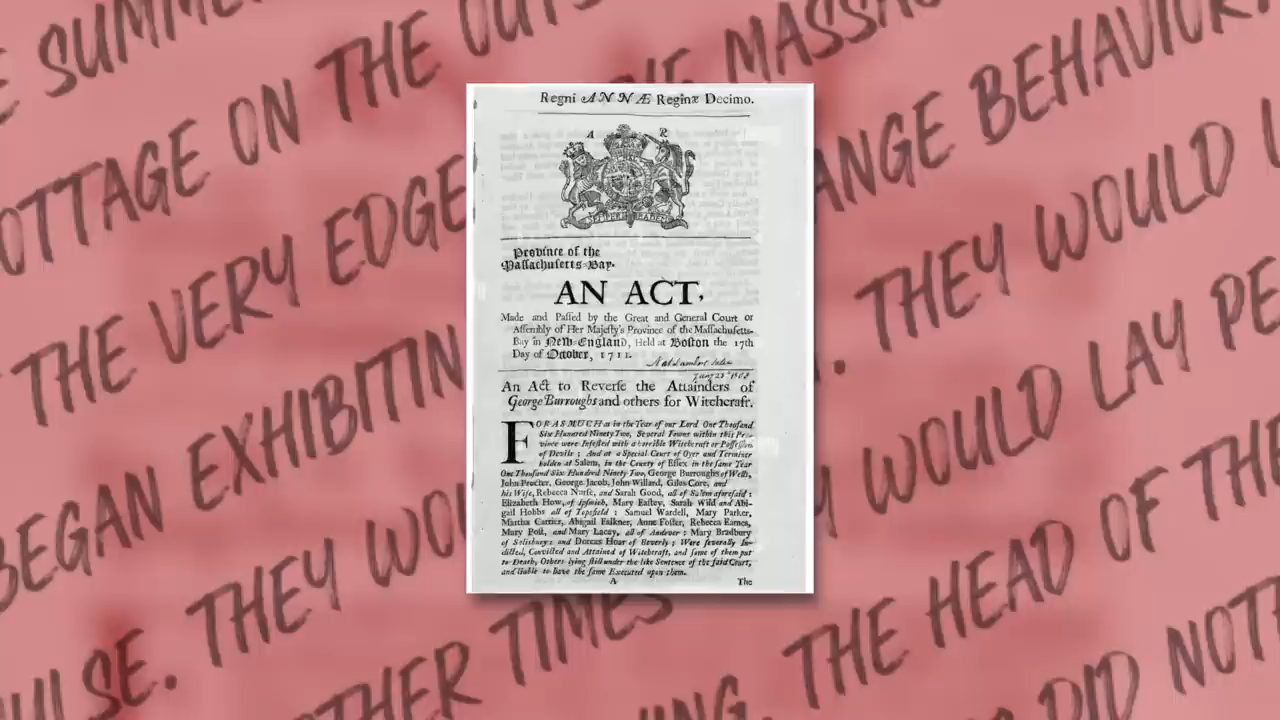 SUMME
OTTAGE ON THE OUTS
MASSAC
THE VERY EDGE
ANGE BEHAVIOR.
BEGAN EXHIBITIN
THEY WOULD L
ULSE. THEY WOU
WOULD LAY PE
THER TIMES
THE HEAD OF THE
NG.
DID NOT
Regni ANNÆ Reginæ Decimo.
A R
Province of the
Maſſachuſetts-Bay.
AN ACT,
Made and Paſſed by the Great and General Court or
Aſſembly of Her Majeſty's Province of the Maſſachuſetts-
Bay in New-England, Held at Boſton the 17th
Day of October, 1711.
An Act to Reverſe the Attainders of
George Burroughs and others for Witchcraft.
FORASMUCH as in the Year of our Lord One Thouſand
Six Hundred Ninety Two, Several Towns within this Pro-
vince were Infeſted with a horrible Witchcraft or Poſſeſſion
of Devils ; And at a Special Court of Oyer and Terminer
holden at Salem, in the County of Eſſex in the ſame Year
One Thouſand Six Hundred Ninety Two, George Burroughs of Wells,
John Procter, George Jacob, John Willard, Giles Core, and
his Wife, Rebecca Nurſe, and Sarah Good, all of Salem aforeſaid :
Elizabeth How, of Ipſwich, Mary Eaſtey, Sarah Wild and Abi-
gail Hobbs all of Topsfield : Samuel Wardell, Mary Parker,
Martha Carrier, Abigail Falkner, Anne Foſter, Rebecca Eames,
Mary Poſt, and Mary Lacey, all of Andover : Mary Bradbury
of Salisbury: and Dorcas Hoar of Beverly ; Were ſeverally In-
dicted, Convicted and Attained of Witchcraft, and ſome of them put
to Death, Others lying ſtill under the like Sentence of the ſaid Court,
and liable to have the ſame Executed upon them.
A The